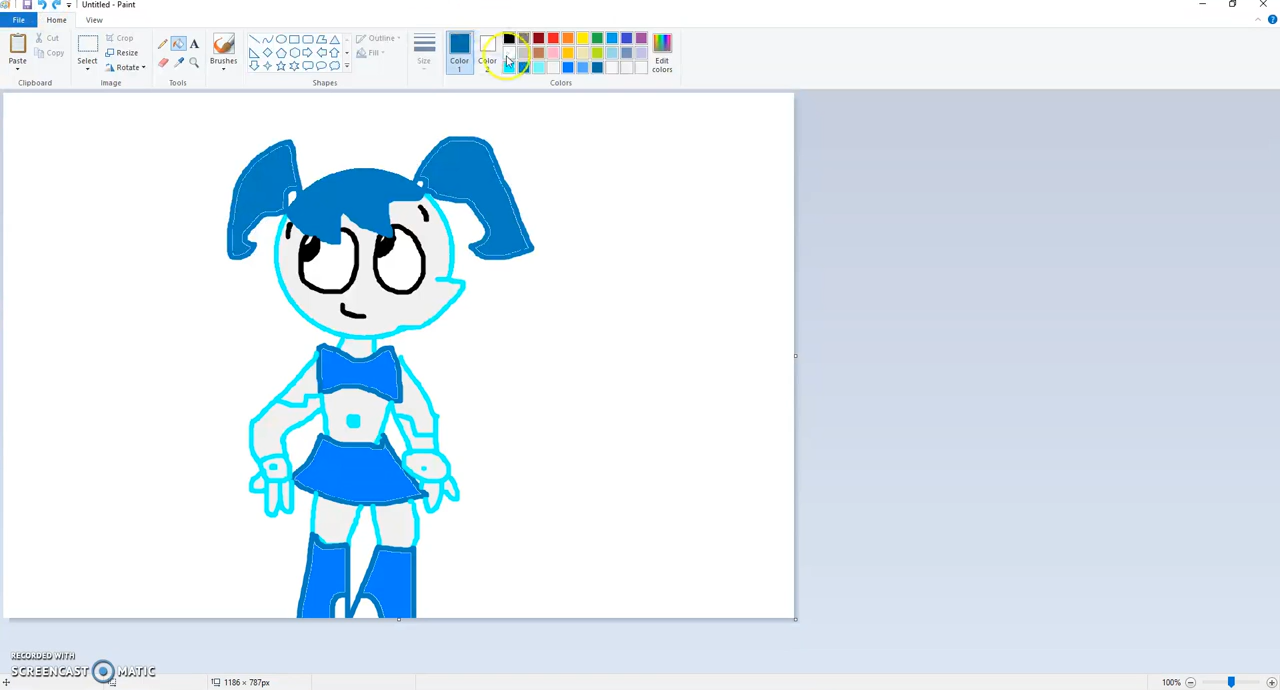 Untitled - Paint
File Home View
Paste
Cut
Copy
Clipboard
Select
Crop
Resize
Rotate
Image
A
Tools
Brushes
Outline
Fill
Shapes
Size
Color 1
Color 2
Colors
Edit colors
RECORDED WITH
SCREENCAST MATIC
1186 × 787px
100%